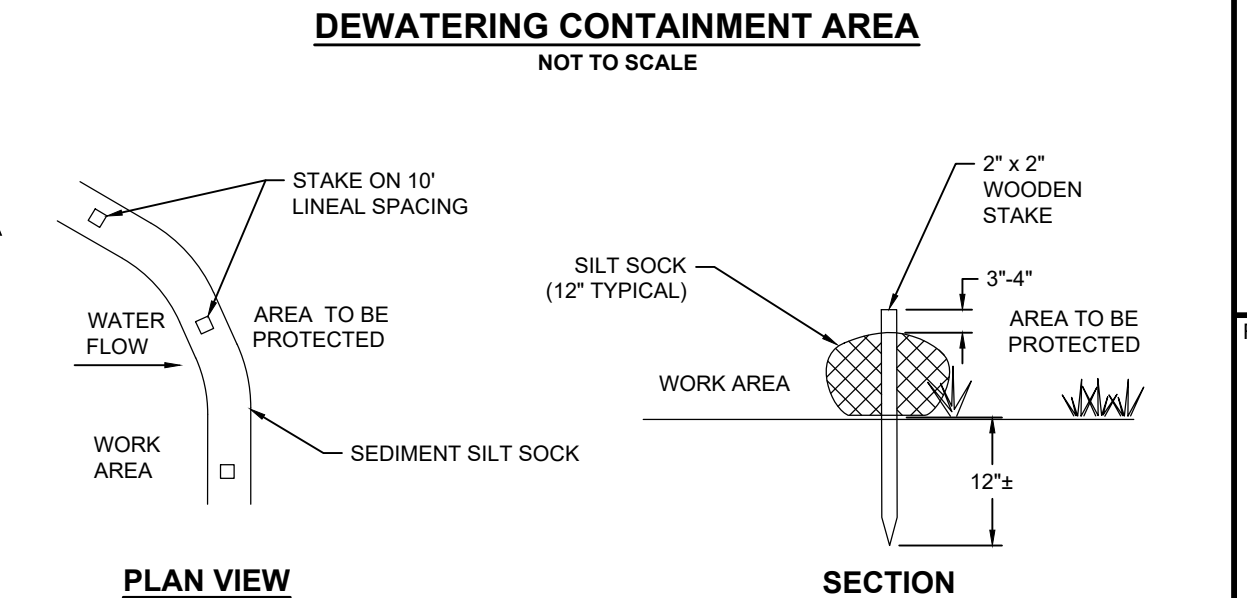 DEWATERING CONTAINMENT AREA
NOT TO SCALE
STAKE ON 10'
LINEAL SPACING
WATER
FLOW
AREA TO BE
PROTECTED
WORK
AREA
SEDIMENT SILT SOCK
PLAN VIEW
2" x 2"
WOODEN
STAKE
SILT SOCK
(12" TYPICAL)
3"-4"
AREA TO BE
PROTECTED
WORK AREA
12"±
SECTION